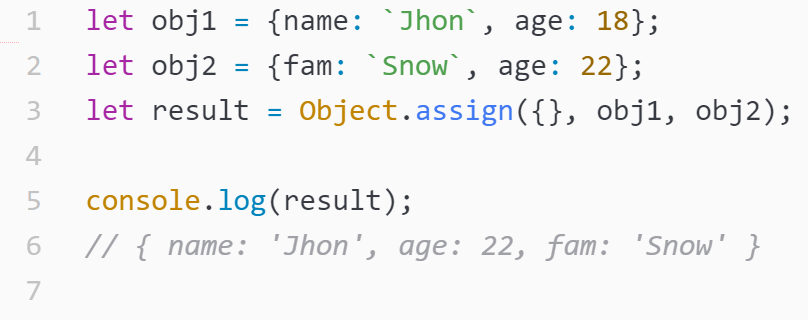 1 let obj1 = {name: `Jhon`, age: 18};
2 let obj2 = {fam: `Snow`, age: 22};
3 let result = Object.assign({}, obj1, obj2);
4
5 console.log(result);
6 // { name: 'Jhon', age: 22, fam: 'Snow' }
7